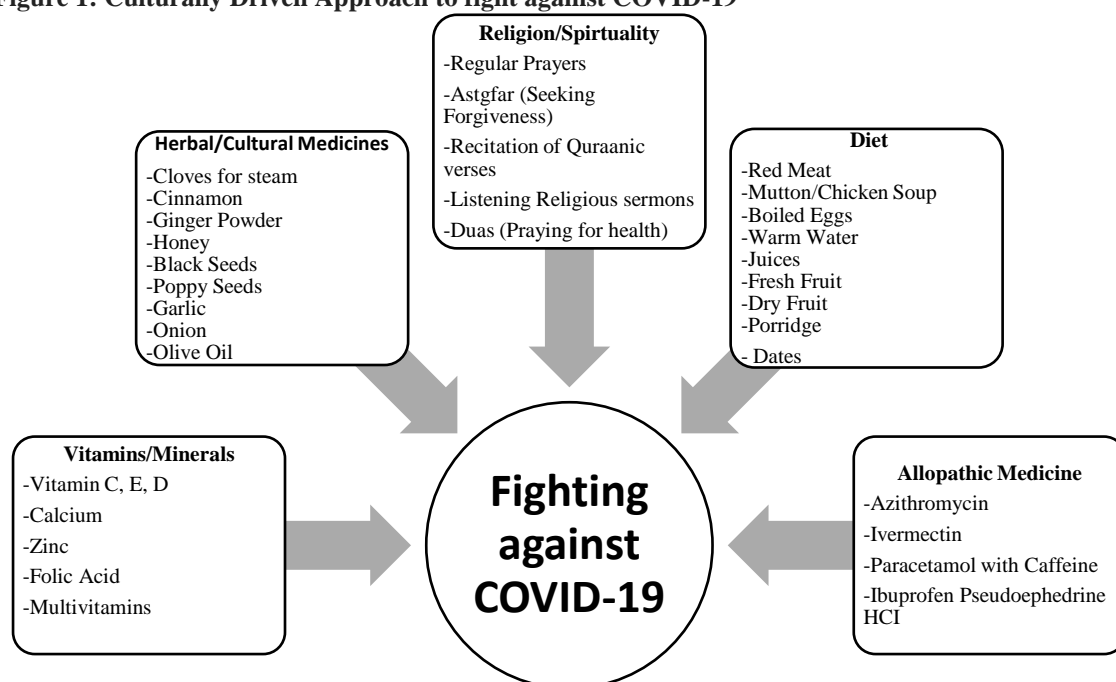 Figure 1: Culturally Driven Approach to fight against COVID-19
Religion/Spirtuality
-Regular Prayers
-Astgfar (Seeking
Forgiveness)
-Recitation of Quraanic
verses
-Listening Religious sermons
-Duas (Praying for health)
Herbal/Cultural Medicines
-Cloves for steam
-Cinnamon
-Ginger Powder
-Honey
-Black Seeds
-Poppy Seeds
-Garlic
-Onion
-Olive Oil
Diet
-Red Meat
-Mutton/Chicken Soup
-Boiled Eggs
-Warm Water
-Juices
-Fresh Fruit
-Dry Fruit
-Porridge
- Dates
Vitamins/Minerals
-Vitamin C, E, D
-Calcium
-Zinc
-Folic Acid
-Multivitamins
Fighting
against
COVID-19
Allopathic Medicine
-Azithromycin
-Ivermectin
-Paracetamol with Caffeine
-Ibuprofen Pseudoephedrine
HCI